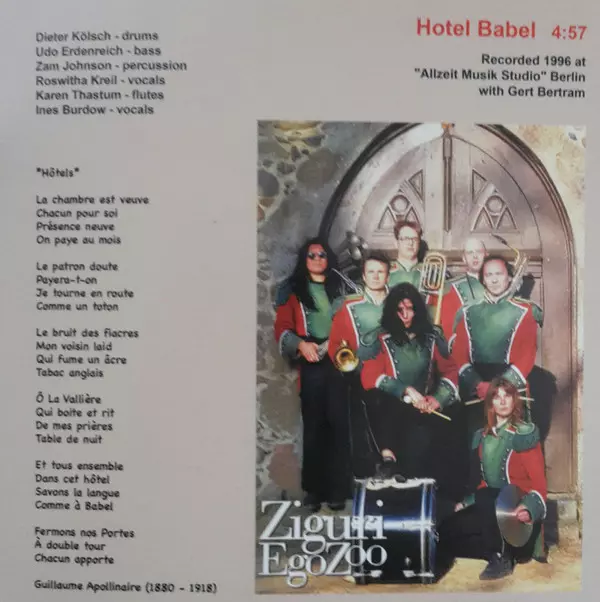 Dieter Kölsch - drums
Udo Erdenreich - bass
Zam Johnson - percussion
Roswitha Kreil - vocals
Karen Thastum - flutes
Ines Burdow - vocals
Hotel Babel 4:57
Recorded 1996 at
"Allzeit Musik Studio" Berlin
with Gert Bertram
"Hôtels"
La chambre est veuve
Chacun pour soi
Présence neuve
On paye au mois
Le patron doute
Payera-t-on
Je tourne en route
Comme un toton
Le bruit des fiacres
Mon voisin laid
Qui fume un âcre
Tabac anglais
Ô La Vallière
Qui boite et rit
De mes prières
Table de nuit
Et tous ensemble
Dans cet hôtel
Savons la langue
Comme à Babel
Fermons nos Portes
À double tour
Chacun apporte
Guillaume Apollinaire (1880 - 1918)
Ziguri
EgoZöo